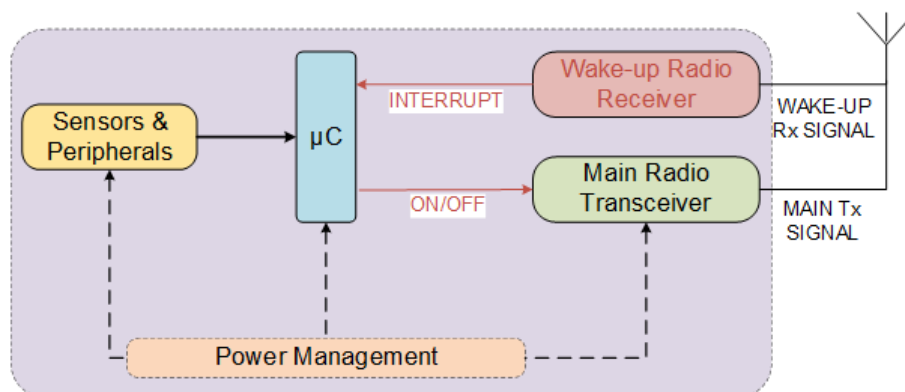 Sensors &
Peripherals
µC
INTERRUPT
ON/OFF
Wake-up Radio
Receiver
Main Radio
Transceiver
WAKE-UP
Rx SIGNAL
MAIN Tx
SIGNAL
Power Management